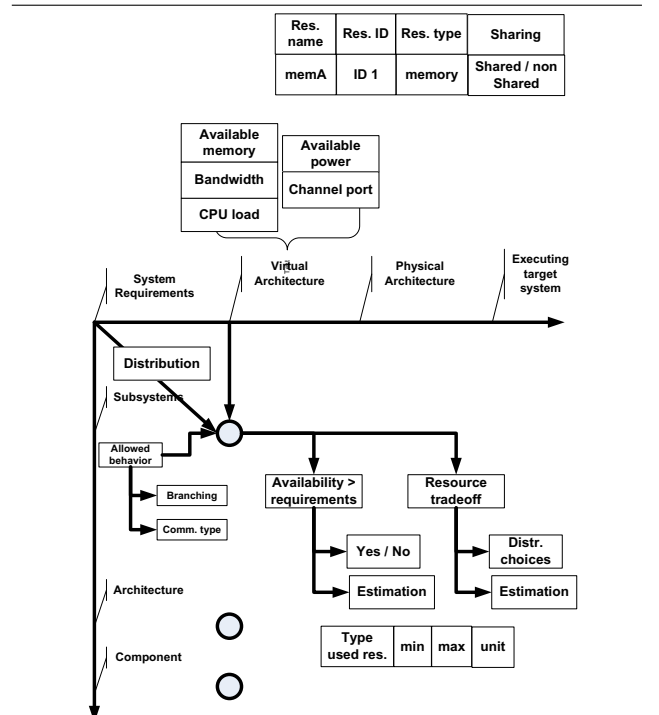 Res. name
Res. ID
Res. type
Sharing
memA
ID 1
memory
Shared / non
Shared
Available
memory
Bandwidth
CPU load
Available
power
Channel port
System
Requirements
Virtual
Architecture
Physical
Architecture
Executing
target
system
Distribution
Subsystems
Allowed
behavior
Branching
Comm. type
Availability >
requirements
Yes / No
Estimation
Resource
tradeoff
Distr.
choices
Estimation
Architecture
Component
Type
used res.
min
max
unit